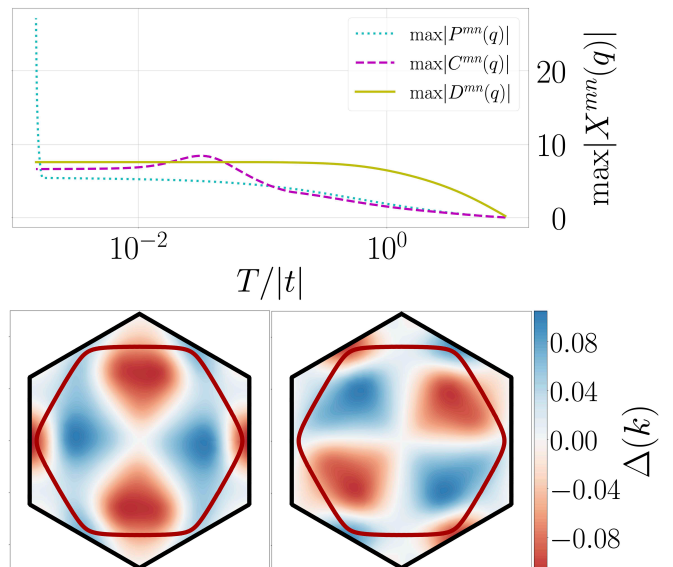 max|P^{mn}(q)|
max|C^{mn}(q)|
max|D^{mn}(q)|
20
10
0
max|X^{mn}(q)|
10^{-2}
10^{0}
T/|t|
0.08
0.04
0.00
−0.04
−0.08
Δ(k)